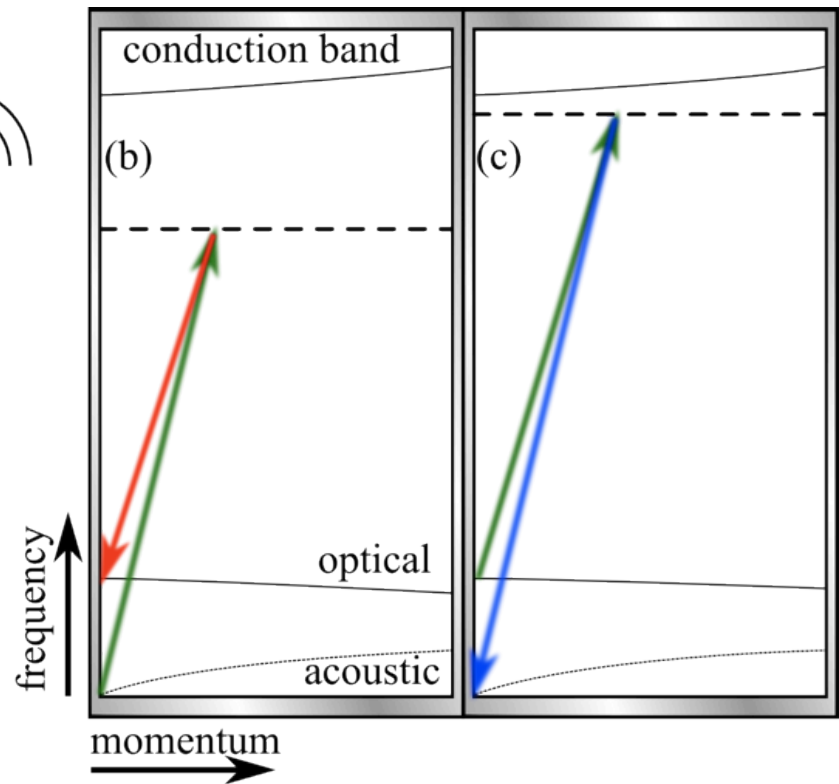 conduction band
(b)
(c)
optical
acoustic
frequency
momentum